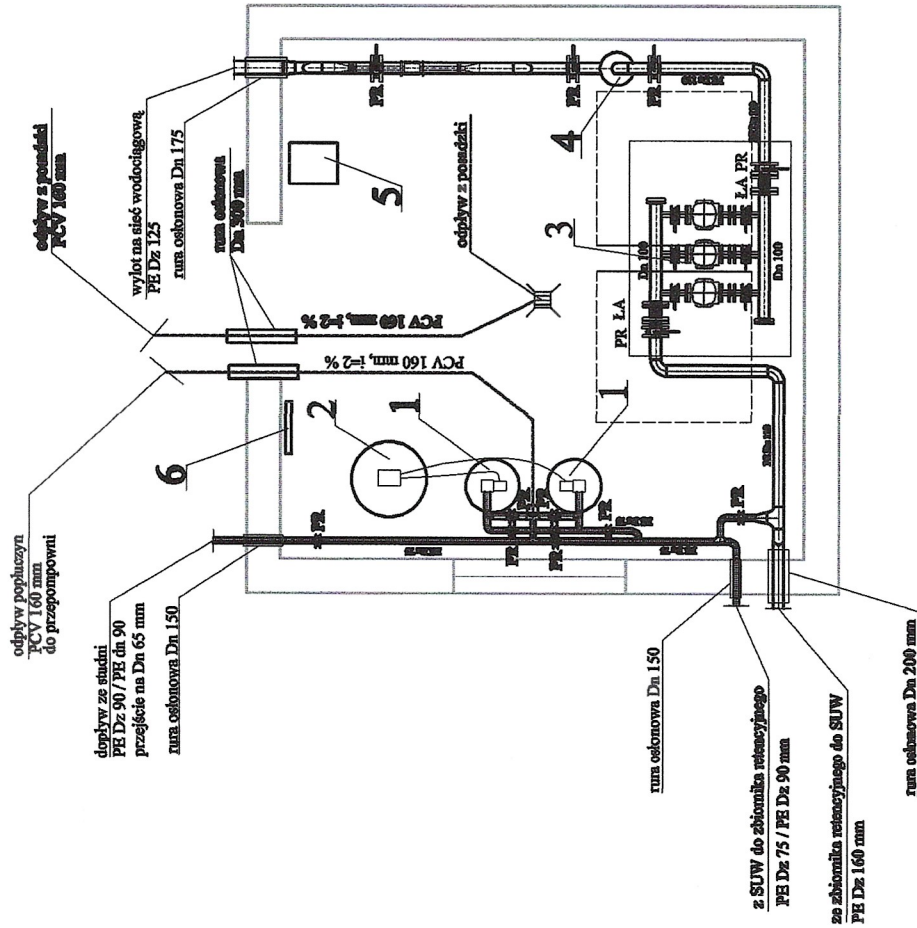 odpływ popłuczyn
PCV 160 mm
do przepompowni
dopływ ze studni
PE Dz 90 / PE dn 90
przejście na Dn 65 mm
rura osłonowa Dn 150
odpływ z posadzki
PCV 160 mm
wylot na sieć wodociągową
PE Dz 125
rura osłonowa Dn 175
rura osłonowa
Dn 200 mm
PCV 160 mm, i=2 %
PCV 160 mm, i=2 %
odpływ z posadzki
6
2
1
1
5
4
3
PR
PR
PR
PR
PR
PR
PR
PR
PR
PR
PR
PR ŁA
ŁA PR
Dn 100
Dn 100
rura osłonowa Dn 150
z SUW do zbiornika retencyjnego
PE Dz 75 / PE Dz 90 mm
ze zbiornika retencyjnego do SUW
PE Dz 160 mm
rura osłonowa Dn 200 mm